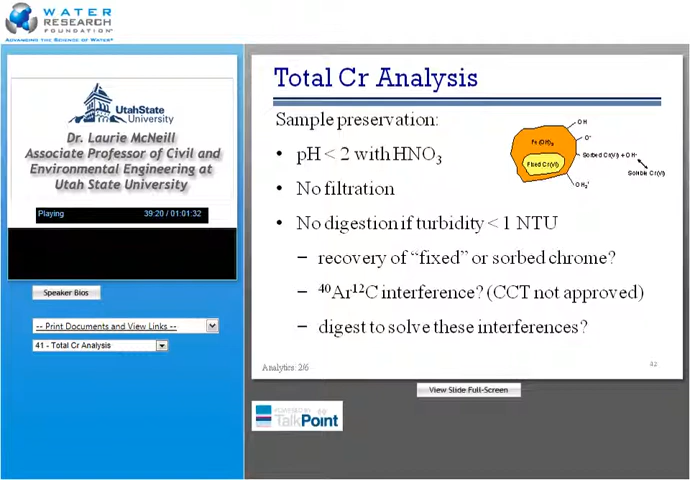 WATER
RESEARCH
FOUNDATION
ADVANCING THE SCIENCE OF WATER®
UtahState
University
Dr. Laurie McNeill
Associate Professor of Civil and
Environmental Engineering at
Utah State University
Playing 39:20 / 01:01:32
Speaker Bios
-- Print Documents and View Links --
41 - Total Cr Analysis
Total Cr Analysis
Sample preservation:
• pH < 2 with HNO₃
• No filtration
• No digestion if turbidity < 1 NTU
– recovery of “fixed” or sorbed chrome?
– ⁴⁰Ar¹²C interference? (CCT not approved)
– digest to solve these interferences?
OH
O⁻
Fe(OH)₃
Sorbed Cr(VI) + OH⁻
Fixed Cr(VI)
Soluble Cr(VI)
OH₂⁺
Analytics: 2/6
42
View Slide Full-Screen
POWERED BY
TalkPoint